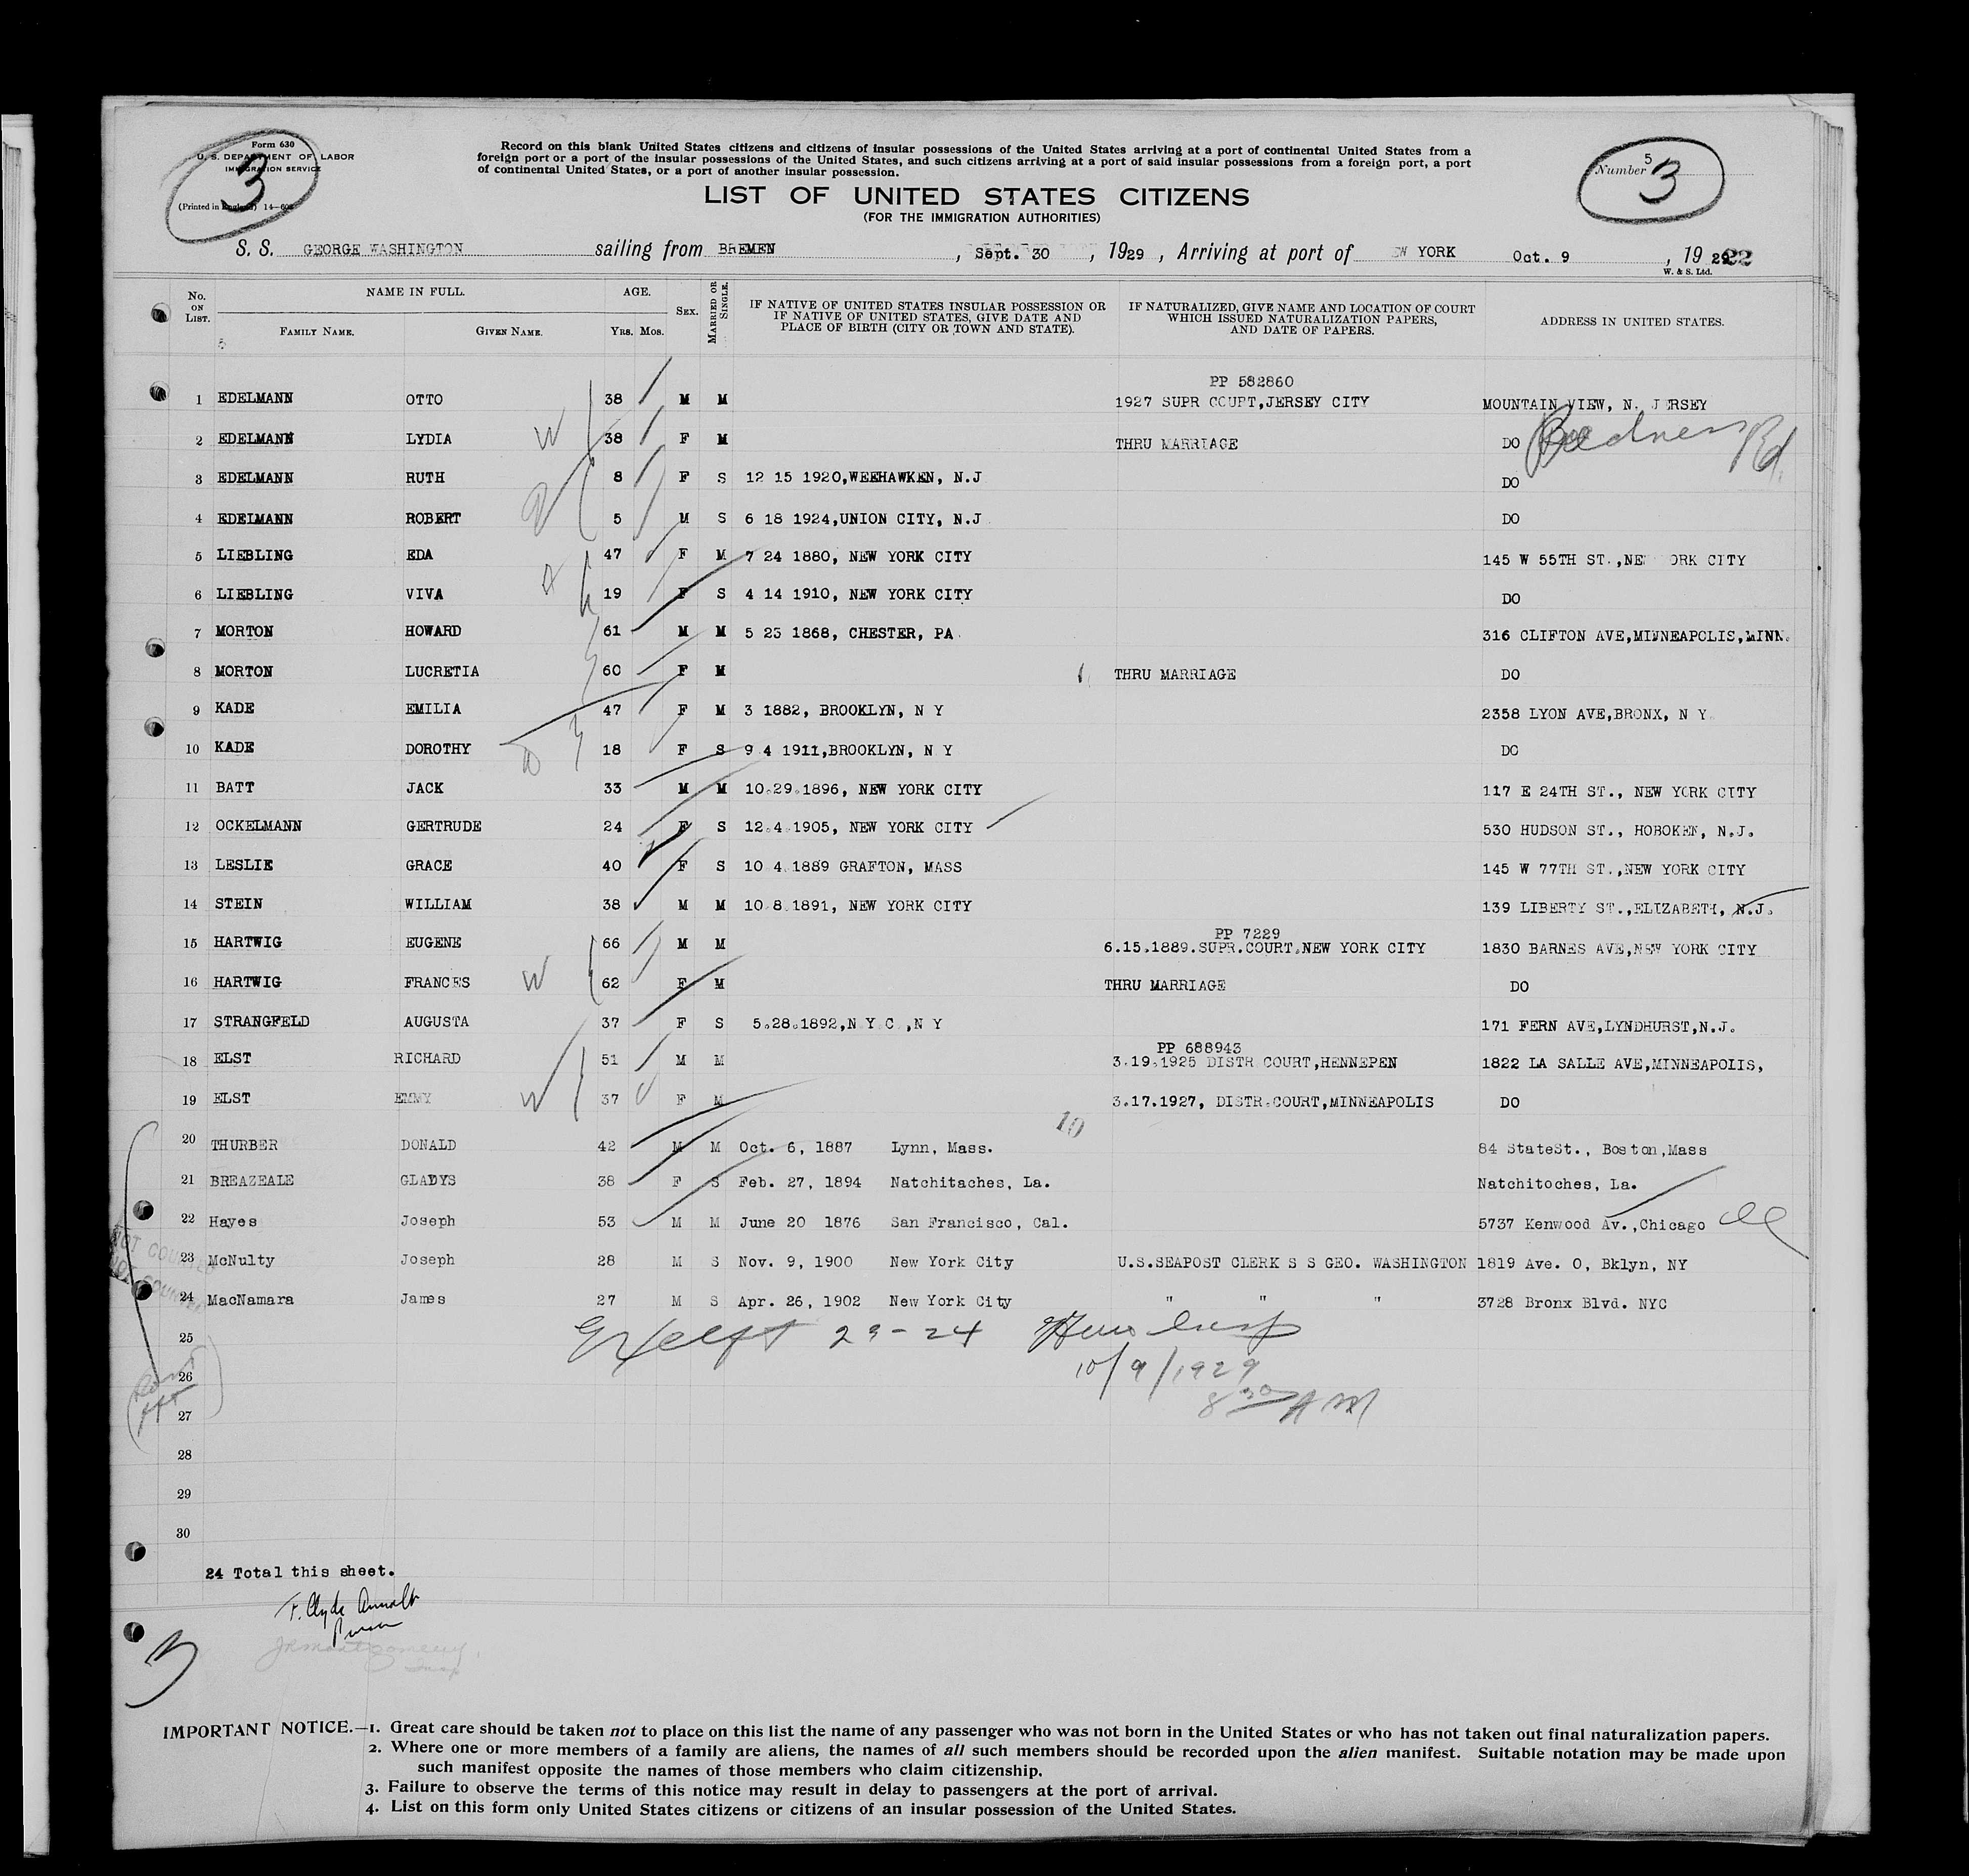 Form 630
U. S. DEPARTMENT OF LABOR
IMMIGRATION SERVICE
(Printed in England) 14-60
3
Record on this blank United States citizens and citizens of insular possessions of the United States arriving at a port of continental United States from a
foreign port or a port of the insular possessions of the United States, and such citizens arriving at a port of said insular possessions from a foreign port, a port
of continental United States, or a port of another insular possession.
Number 5
3
LIST OF UNITED STATES CITIZENS
(FOR THE IMMIGRATION AUTHORITIES)
S. S. GEORGE WASHINGTON sailing from BREMEN, Sept. 30, 1929, Arriving at port of EW YORK Oct. 9, 1929 22
W. & S. Ltd.
No. ON LIST. NAME IN FULL. FAMILY NAME. GIVEN NAME. AGE. YRS. MOS. SEX. MARRIED OR SINGLE. IF NATIVE OF UNITED STATES INSULAR POSSESSION OR IF NATIVE OF UNITED STATES, GIVE DATE AND PLACE OF BIRTH (CITY OR TOWN AND STATE). IF NATURALIZED, GIVE NAME AND LOCATION OF COURT WHICH ISSUED NATURALIZATION PAPERS, AND DATE OF PAPERS. ADDRESS IN UNITED STATES.
PP 582860
1 EDELMANN OTTO 38 M M 1927 SUPR COUPT,JERSEY CITY MOUNTAIN VIEW, N. JERSEY
2 EDELMANN LYDIA W 38 F M THRU MARRIAGE DO Rd.
3 EDELMANN RUTH 8 F S 12 15 1920,WEEHAWKEN, N.J DO
4 EDELMANN ROBERT 5 M S 6 18 1924,UNION CITY, N.J DO
5 LIEBLING EDA 47 F M 7 24 1880, NEW YORK CITY 145 W 55TH ST.,NE ORK CITY
6 LIEBLING VIVA 19 F S 4 14 1910, NEW YORK CITY DO
7 MORTON HOWARD 61 M M 5 23 1868, CHESTER, PA. 316 CLIFTON AVE,MINNEAPOLIS,MINN.
8 MORTON LUCRETIA 60 F M THRU MARRIAGE DO
9 KADE EMILIA 47 F M 3 1882, BROOKLYN, N Y 2358 LYON AVE,BRONX, N Y.
10 KADE DOROTHY 18 F S 9 4 1911,BROOKLYN, N Y DO
11 BATT JACK 33 M M 10.29.1896, NEW YORK CITY 117 E 24TH ST., NEW YORK CITY
12 OCKELMANN GERTRUDE 24 F S 12.4.1905, NEW YORK CITY 530 HUDSON ST., HOBOKEN, N.J.
13 LESLIE GRACE 40 F S 10 4.1889 GRAFTON, MASS 145 W 77TH ST.,NEW YORK CITY
14 STEIN WILLIAM 38 M M 10.8.1891, NEW YORK CITY 139 LIBERTY ST.,ELIZABETH, N.J.
PP 7229
15 HARTWIG EUGENE 66 M M 6.15.1889.SUPR.COURT.NEW YORK CITY 1830 BARNES AVE,NEW YORK CITY
16 HARTWIG FRANCES W 62 F M THRU MARRIAGE DO
17 STRANGFELD AUGUSTA 37 F S 5.28.1892,N Y C.,N Y 171 FERN AVE,LYNDHURST,N.J.
PP 688943
18 ELST RICHARD 51 M M 3.19.1925 DISTR COURT,HENNEPEN 1822 LA SALLE AVE,MINNEAPOLIS,
19 ELST EMMY W 37 F M 3.17.1927, DISTR.COURT,MINNEAPOLIS DO
10
20 THURBER DONALD 42 M M Oct. 6, 1887 Lynn, Mass. 84 StateSt., Boston,Mass
21 BREAZEALE GLADYS 38 F S Feb. 27, 1894 Natchitaches, La. Natchitoches, La.
22 Hayes Joseph 53 M M June 20 1876 San Francisco, Cal. 5737 Kenwood Av.,Chicago
NOT COUNTED
23 McNulty Joseph 28 M S Nov. 9, 1900 New York City U.S.SEAPOST CLERK S S GEO. WASHINGTON 1819 Ave. O, Bklyn, NY
NOT COUNTED
24 MacNamara James 27 M S Apr. 26, 1902 New York City " " " 3728 Bronx Blvd. NYC
25 29-24
26 10/9/1929
27 8 30 AM
28
29
30
24 Total this sheet.
F. Clyde
Purser
JR Montgomery
Insp
3
IMPORTANT NOTICE.—1. Great care should be taken not to place on this list the name of any passenger who was not born in the United States or who has not taken out final naturalization papers.
2. Where one or more members of a family are aliens, the names of all such members should be recorded upon the alien manifest. Suitable notation may be made upon
such manifest opposite the names of those members who claim citizenship.
3. Failure to observe the terms of this notice may result in delay to passengers at the port of arrival.
4. List on this form only United States citizens or citizens of an insular possession of the United States.